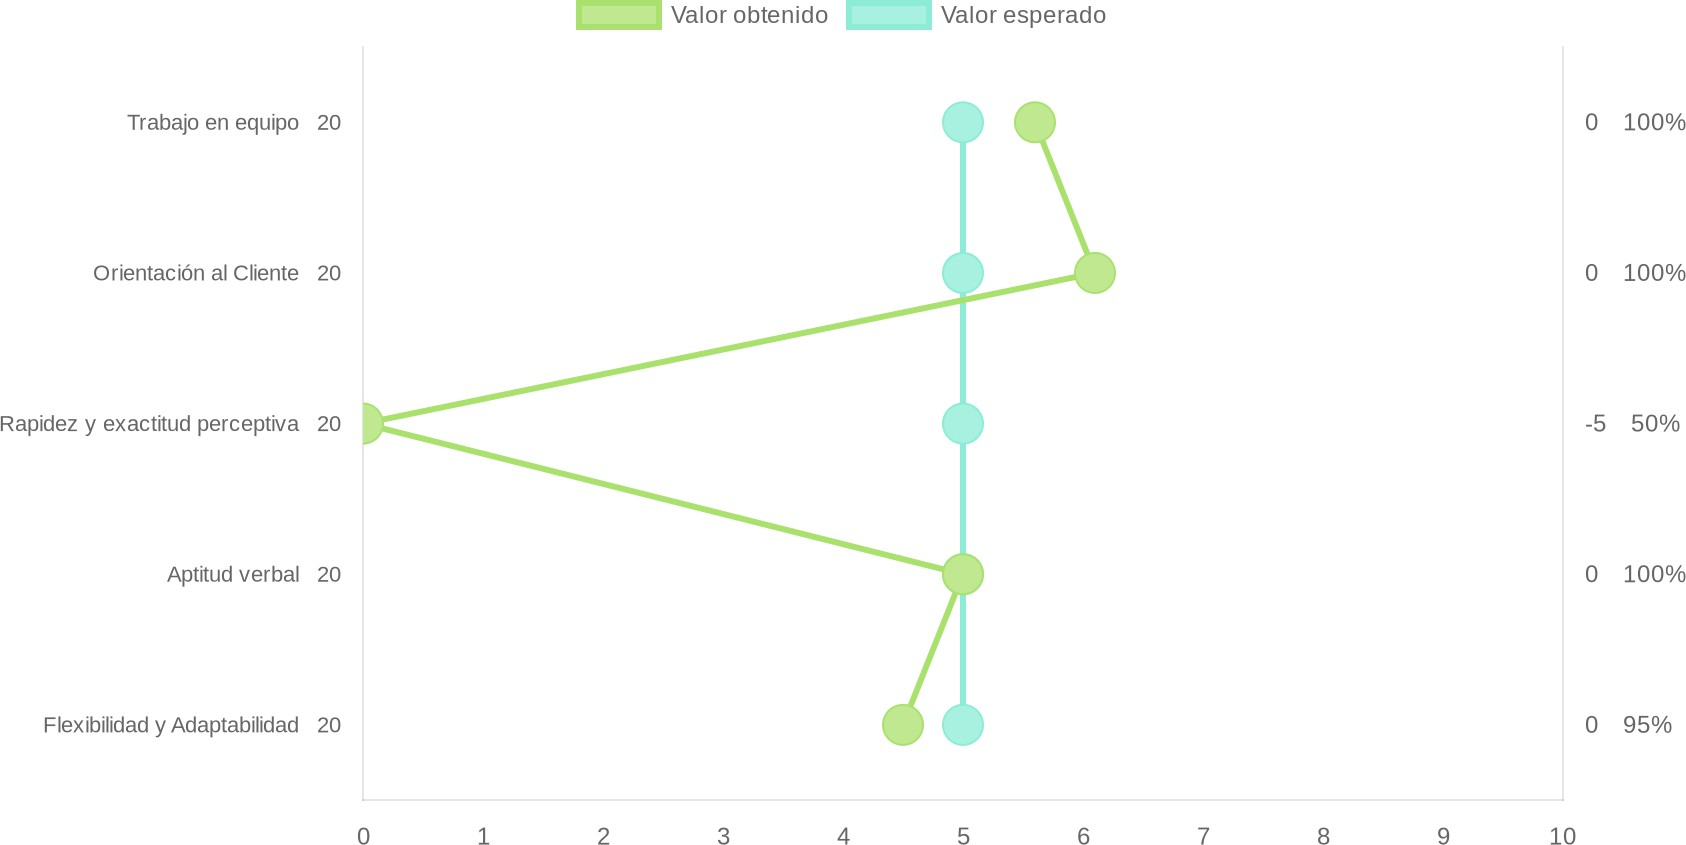 Valor obtenido Valor esperado
Trabajo en equipo 20 0 100%
Orientación al Cliente 20 0 100%
Rapidez y exactitud perceptiva 20 -5 50%
Aptitud verbal 20 0 100%
Flexibilidad y Adaptabilidad 20 0 95%
0 1 2 3 4 5 6 7 8 9 10